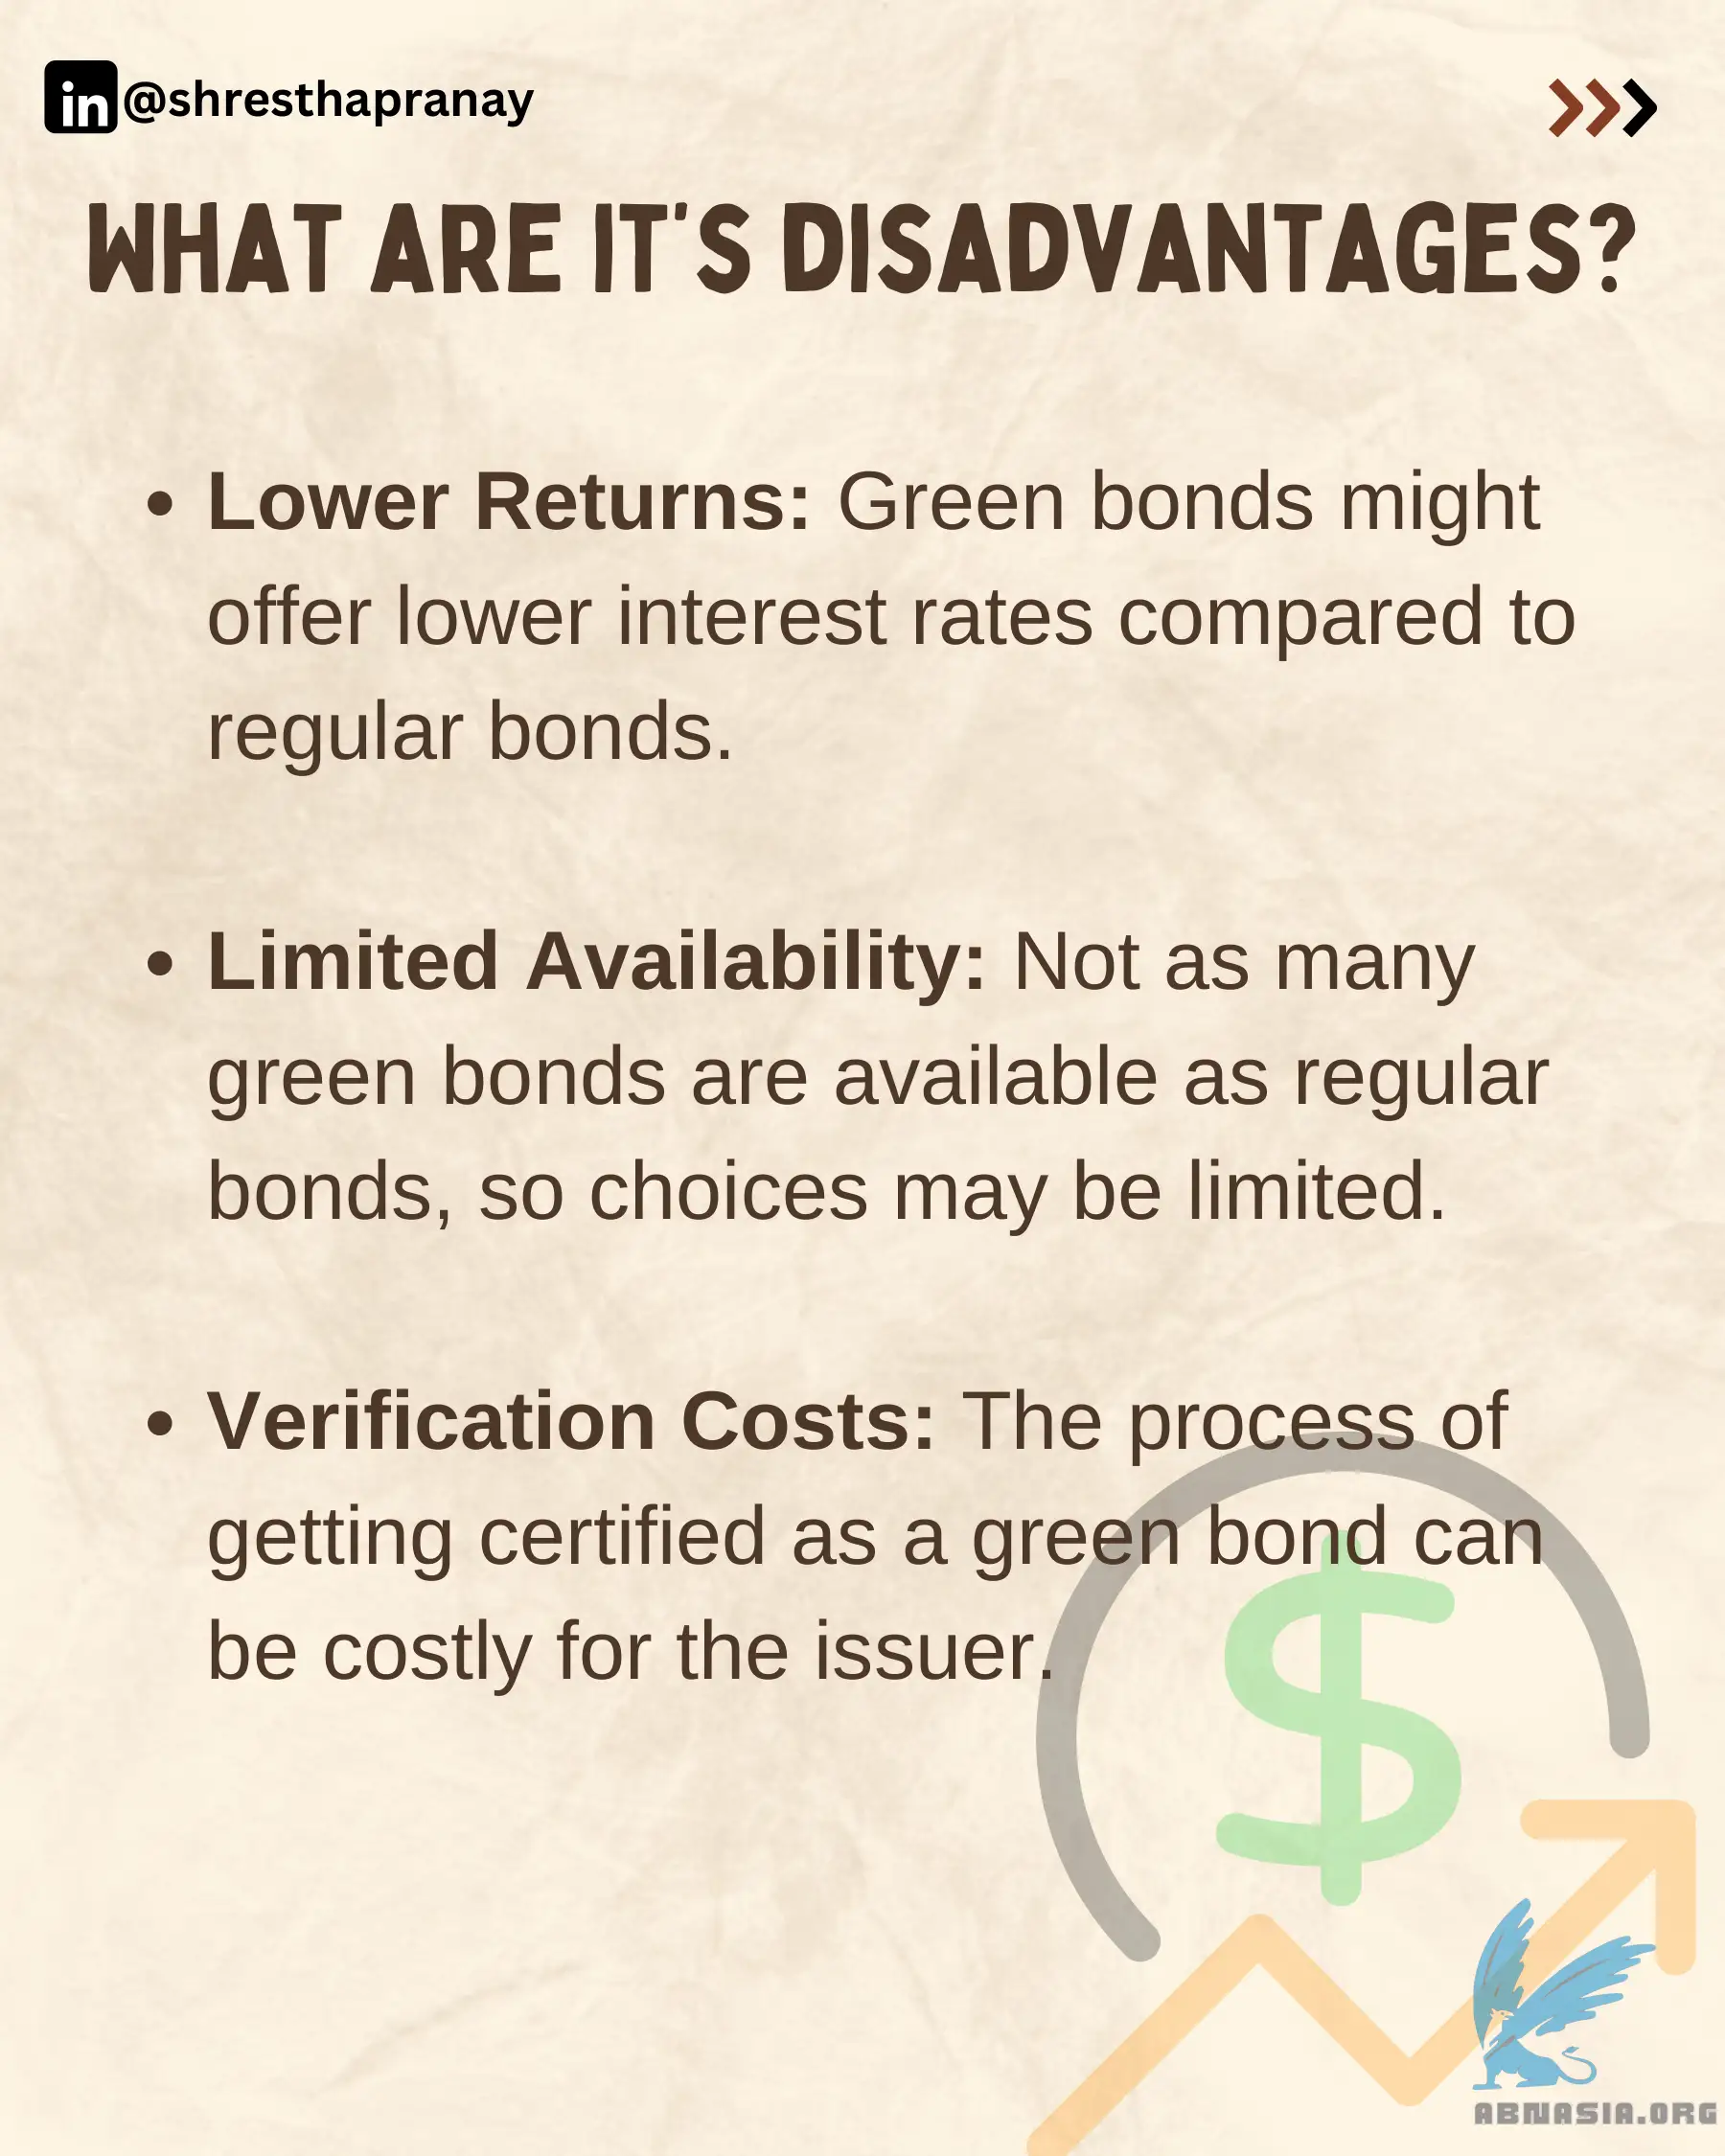 in @shresthapranay
WHAT ARE IT'S DISADVANTAGES?
• Lower Returns: Green bonds might
offer lower interest rates compared to
regular bonds.
• Limited Availability: Not as many
green bonds are available as regular
bonds, so choices may be limited.
• Verification Costs: The process of
getting certified as a green bond can
be costly for the issuer.
$
ABNASIA.ORG